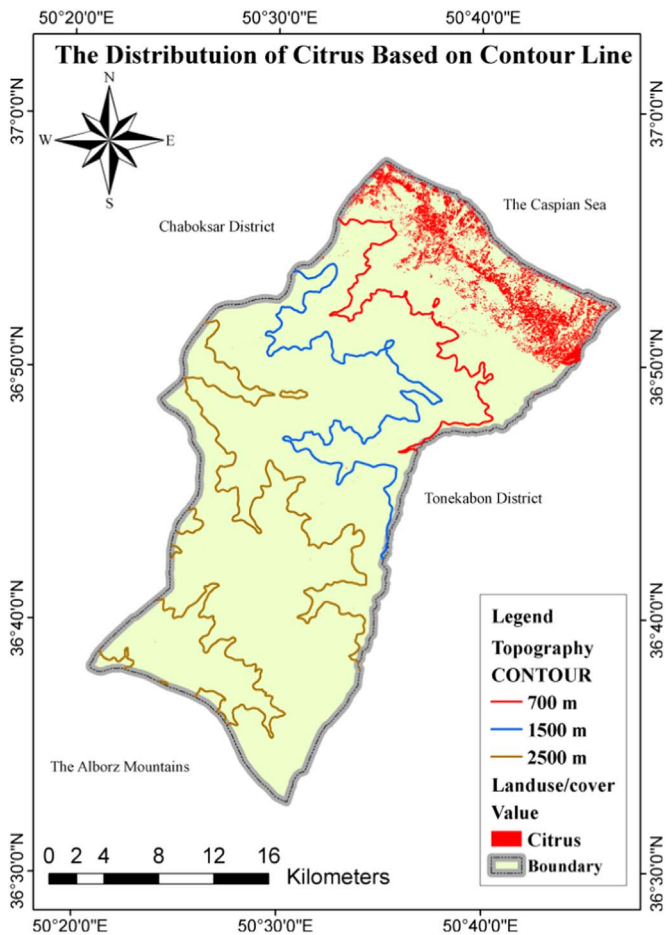 50°20'0"E 50°30'0"E 50°40'0"E
The Distributuion of Citrus Based on Contour Line
N
W E
S
37°0'0"N 37°0'0"N
The Caspian Sea
Chaboksar District
36°50'0"N 36°50'0"N
Tonekabon District
36°40'0"N 36°40'0"N
Legend
Topography
CONTOUR
700 m
1500 m
2500 m
Landuse/cover
Value
Citrus
Boundary
The Alborz Mountains
0 2 4 8 12 16
Kilometers
36°30'0"N 36°30'0"N
50°20'0"E 50°30'0"E 50°40'0"E